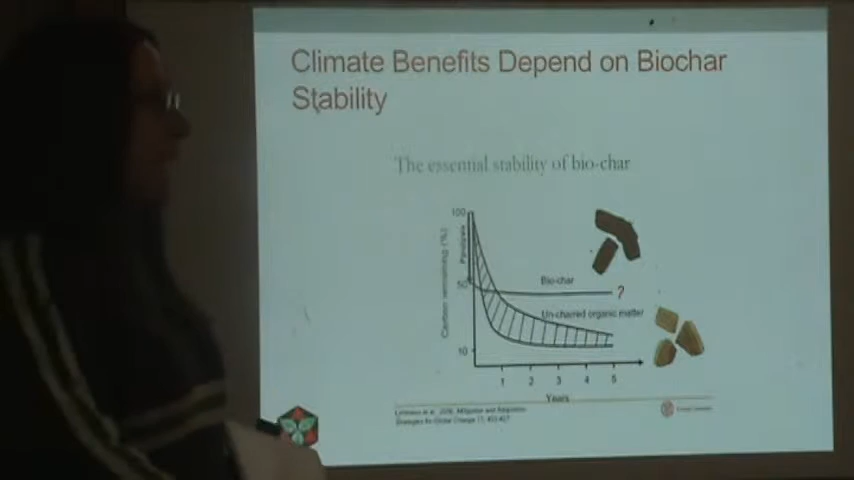 Climate Benefits Depend on Biochar
Stability
The essential stability of bio-char
100
Carbon remaining (%)
Pyrolysis
50
Bio-char
?
Un-charred organic matter
10
1 2 3 4 5
Years
Lehmann et al., 2006, Mitigation and Adaptation
Strategies for Global Change 11, 403-427